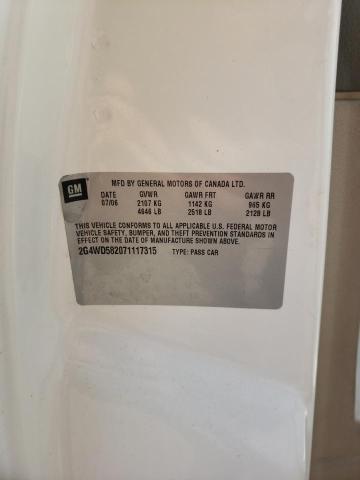 GM
MFD BY GENERAL MOTORS OF CANADA LTD.
DATE GVWR GAWR FRT GAWR RR
07/06 2107 KG 1142 KG 965 KG
4646 LB 2518 LB 2128 LB
THIS VEHICLE CONFORMS TO ALL APPLICABLE U.S. FEDERAL MOTOR
VEHICLE SAFETY, BUMPER, AND THEFT PREVENTION STANDARDS IN
EFFECT ON THE DATE OF MANUFACTURE SHOWN ABOVE.
2G4WD582071117315 TYPE: PASS CAR